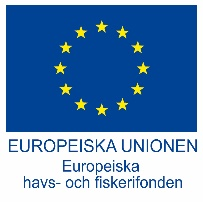 EUROPEISKA UNIONEN
Europeiska
havs- och fiskerifonden